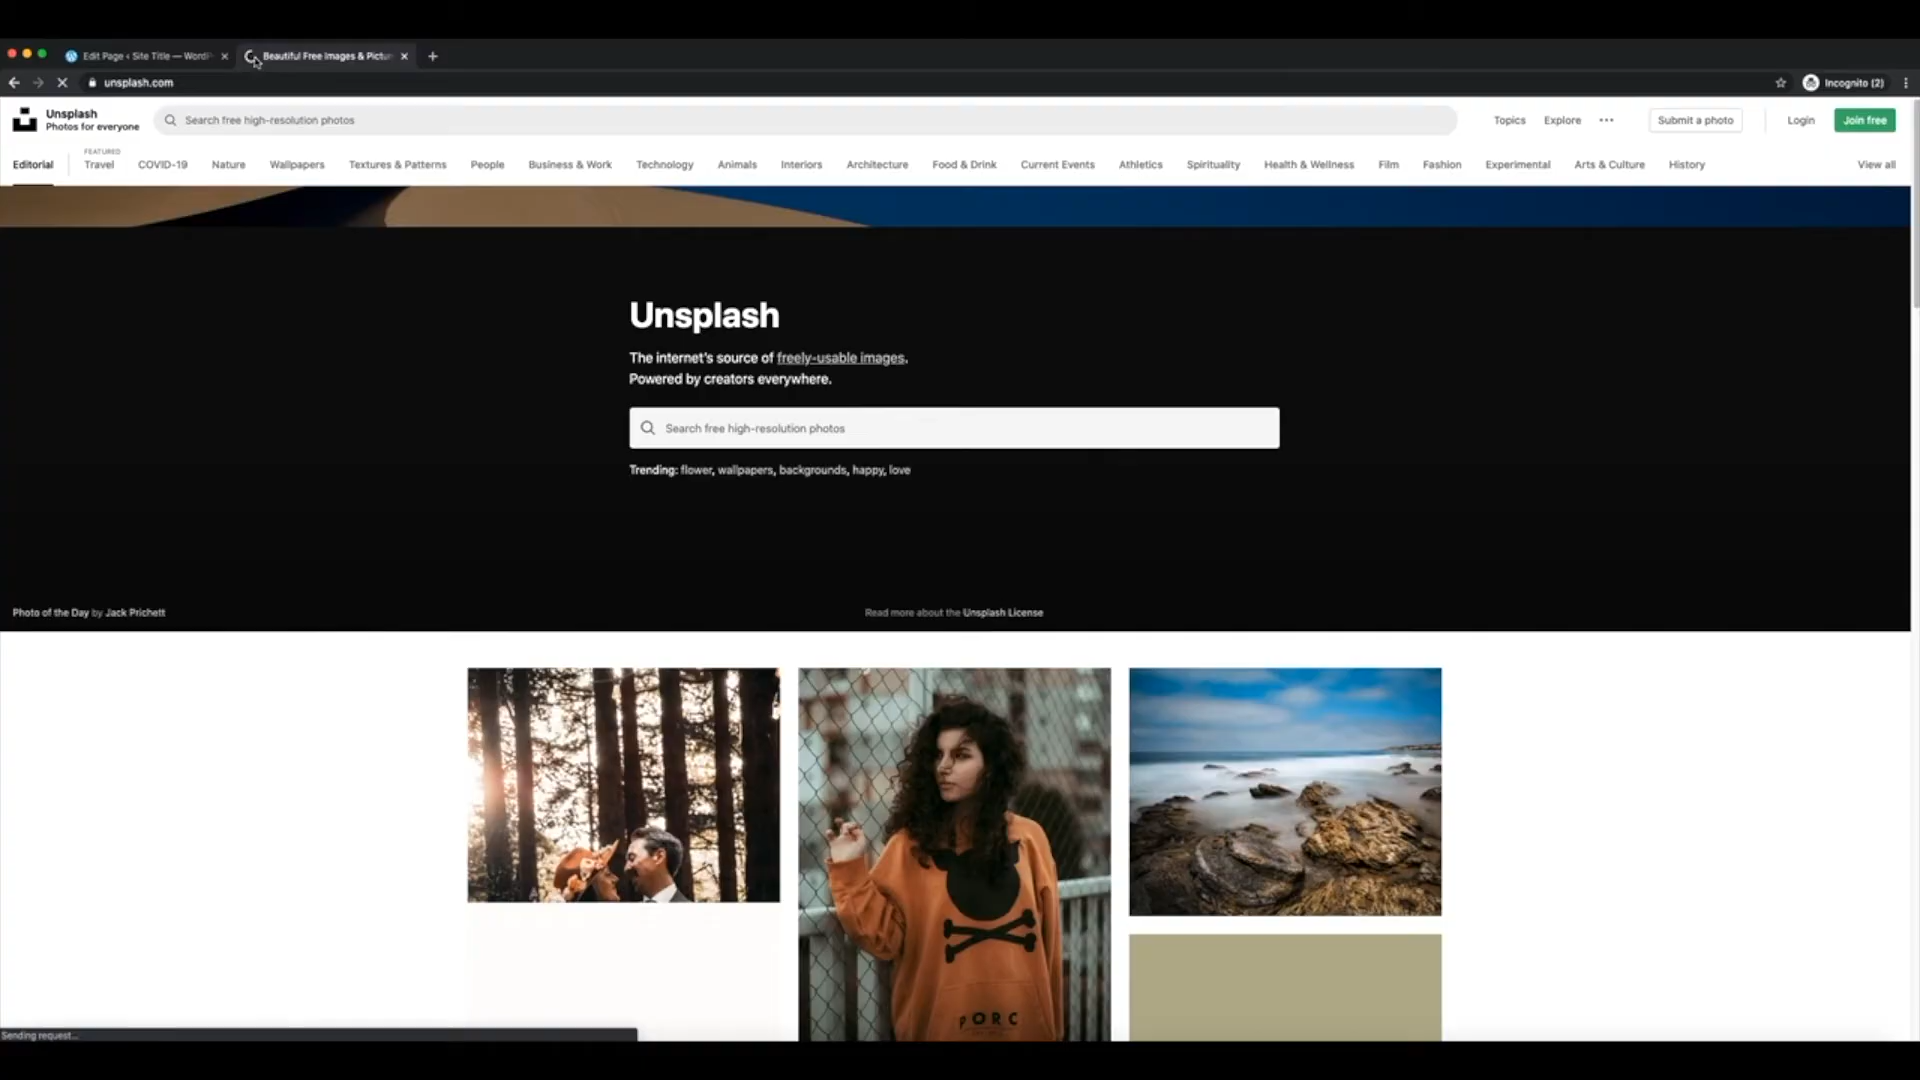 Edit Page ‹ Site Title — WordP
Beautiful Free Images & Pictur
unsplash.com
Incognito (2)
Unsplash
Photos for everyone
Search free high-resolution photos
Topics
Explore
Submit a photo
Login
Join free
Editorial
FEATURED
Travel
COVID-19
Nature
Wallpapers
Textures & Patterns
People
Business & Work
Technology
Animals
Interiors
Architecture
Food & Drink
Current Events
Athletics
Spirituality
Health & Wellness
Film
Fashion
Experimental
Arts & Culture
History
View all
Unsplash
The internet's source of freely-usable images.
Powered by creators everywhere.
Search free high-resolution photos
Trending: flower, wallpapers, backgrounds, happy, love
Photo of the Day by Jack Prichett
Read more about the Unsplash License
PORC
Sending request...